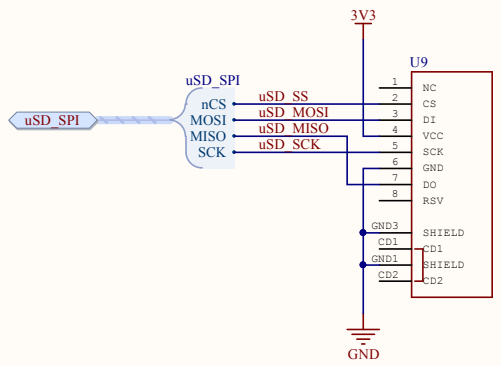 3V3
U9
uSD_SPI
1 NC
nCS uSD_SS 2 CS
MOSI uSD_MOSI 3 DI
uSD_SPI
MISO uSD_MISO 4 VCC
SCK uSD_SCK 5 SCK
6 GND
7 DO
8 RSV
GND3 SHIELD
CD1 CD1
GND1 SHIELD
CD2 CD2
GND